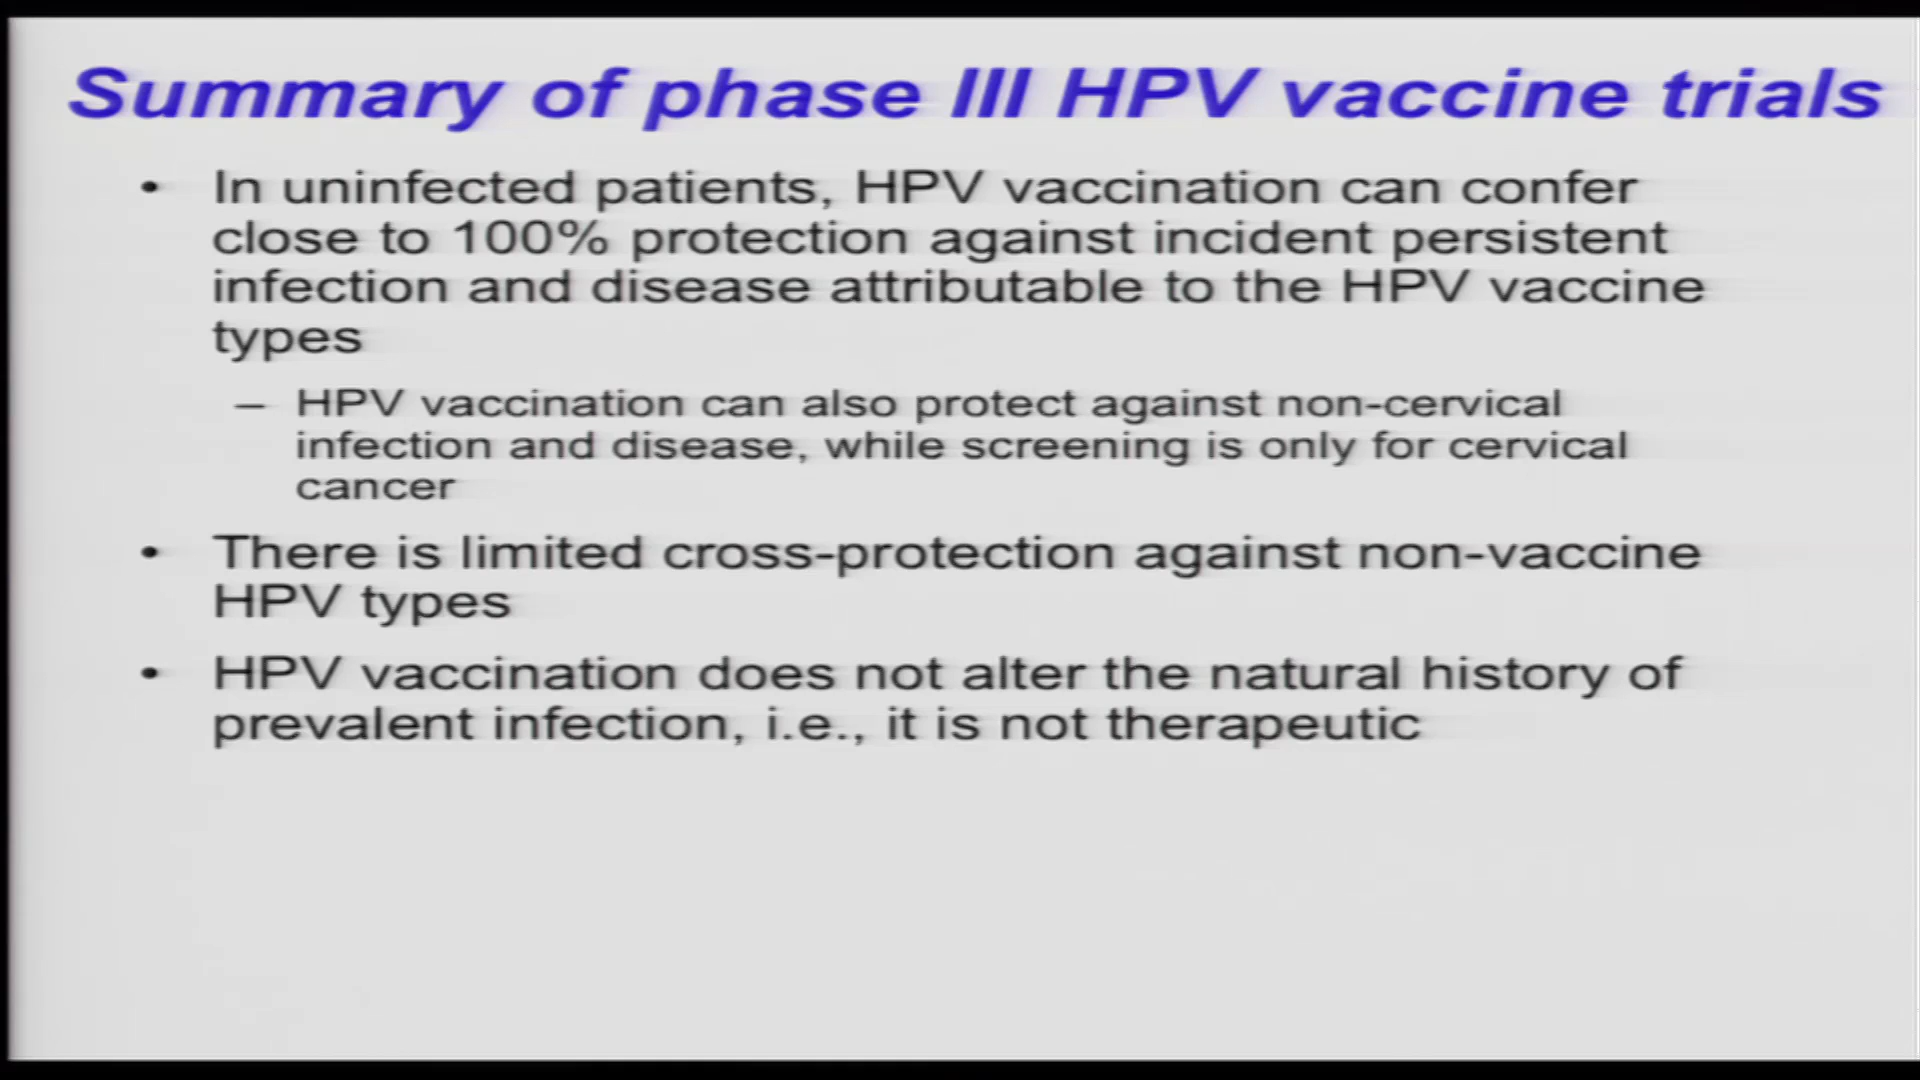 Summary of phase III HPV vaccine trials
• In uninfected patients, HPV vaccination can confer
close to 100% protection against incident persistent
infection and disease attributable to the HPV vaccine
types
– HPV vaccination can also protect against non-cervical
infection and disease, while screening is only for cervical
cancer
• There is limited cross-protection against non-vaccine
HPV types
• HPV vaccination does not alter the natural history of
prevalent infection, i.e., it is not therapeutic